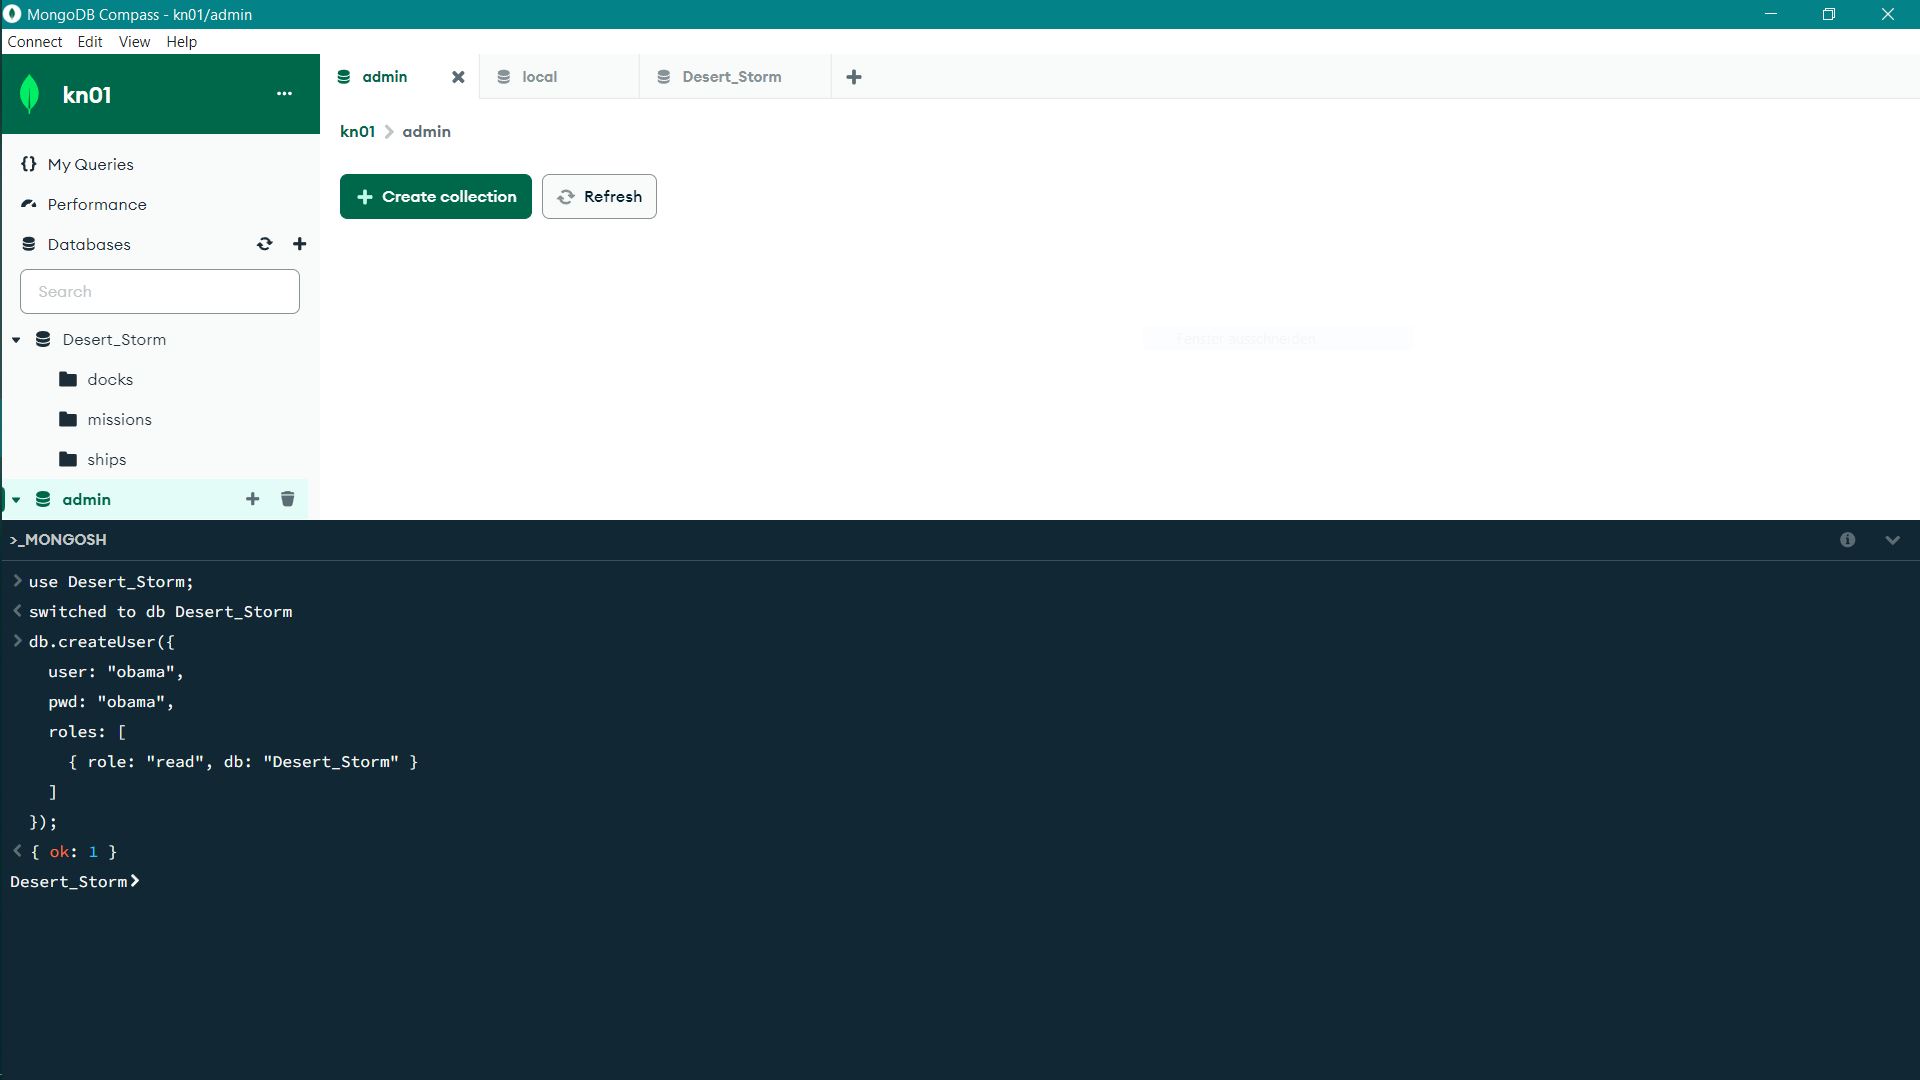 MongoDB Compass - kn01/admin
Connect Edit View Help
kn01 ...
admin local Desert_Storm
kn01 > admin
My Queries
Performance
Databases
Search
Create collection Refresh
Fenster ausschneiden
Desert_Storm
docks
missions
ships
admin
>_MONGOSH
> use Desert_Storm;
< switched to db Desert_Storm
> db.createUser({
user: "obama",
pwd: "obama",
roles: [
{ role: "read", db: "Desert_Storm" }
]
});
< { ok: 1 }
Desert_Storm>